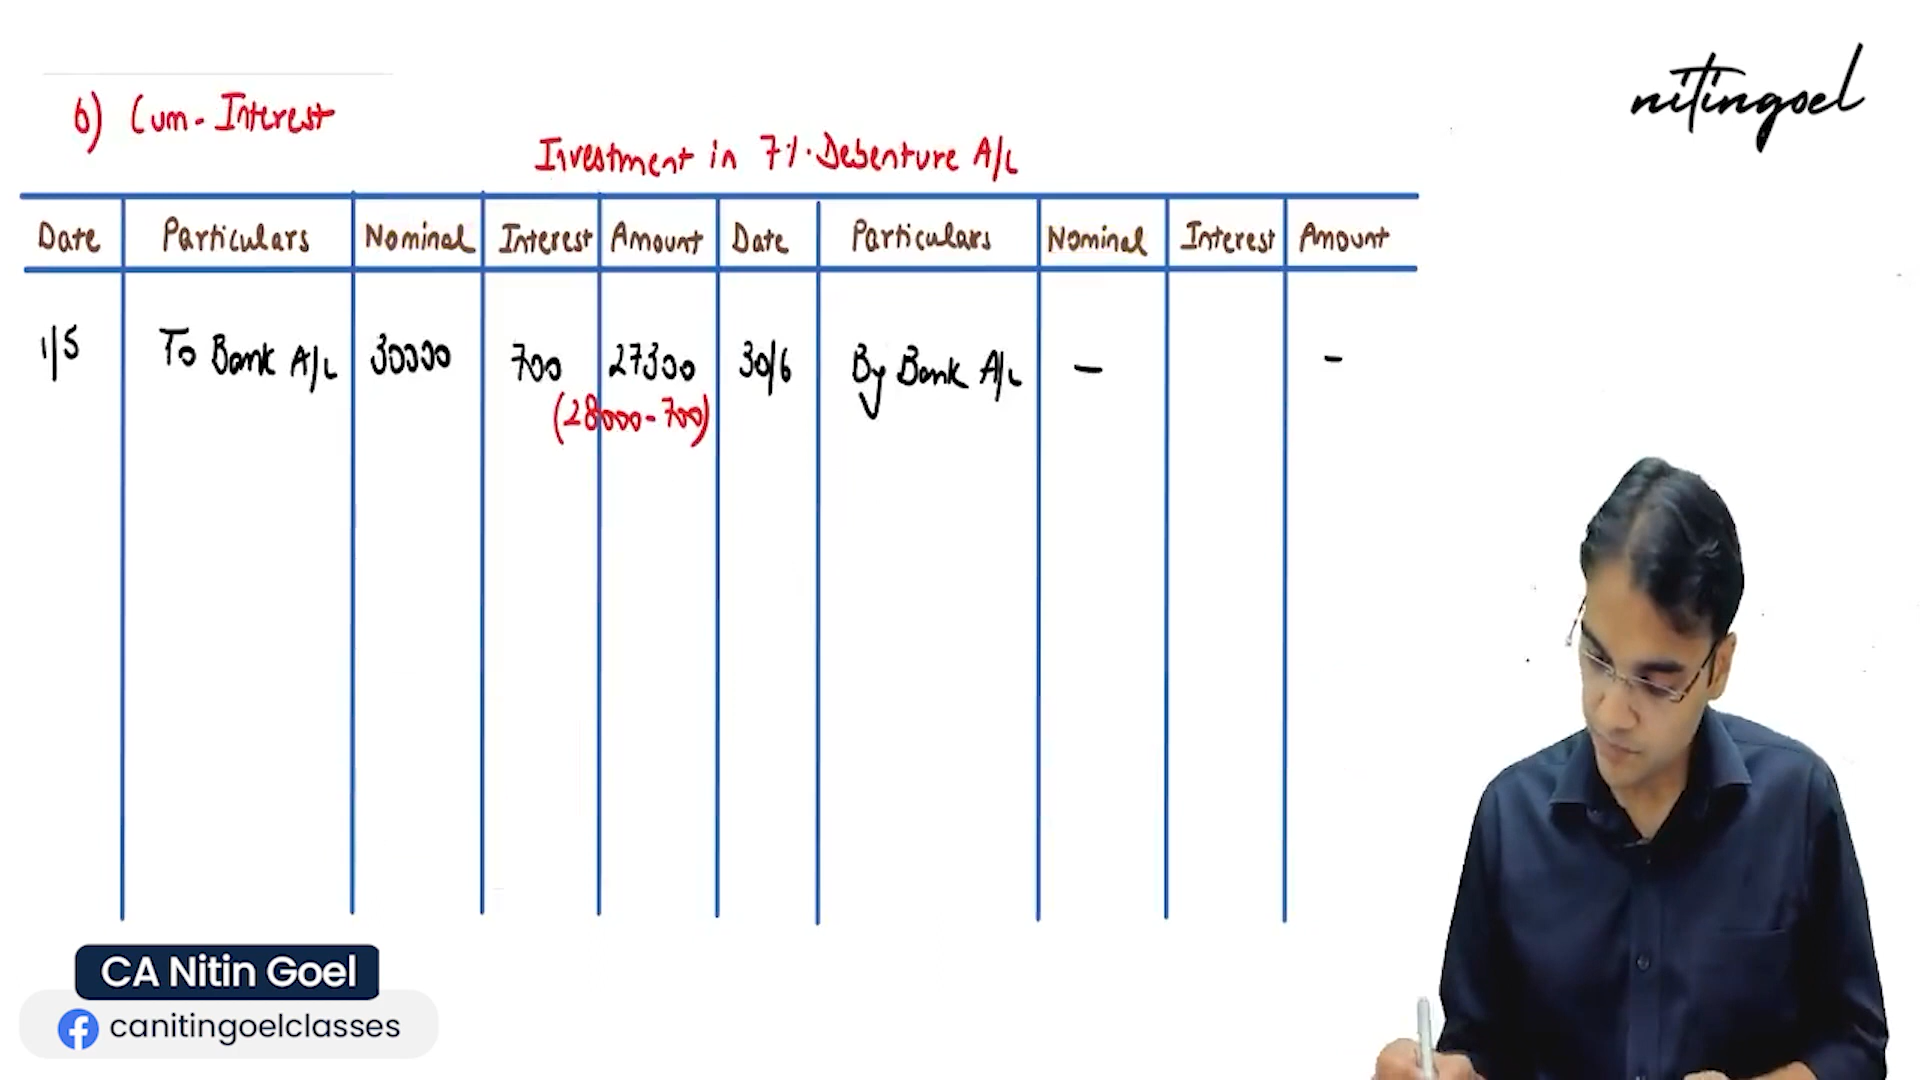 nitingoel
b) Cum-Interest
Investment in 7% Debenture A/c
Date Particulars Nominal Interest Amount Date Particulars Nominal Interest Amount
1/5 To Bank A/c 30000 700 27300 30/6 By Bank A/c — -
(28000-700)
CA Nitin Goel
canitingoelclasses